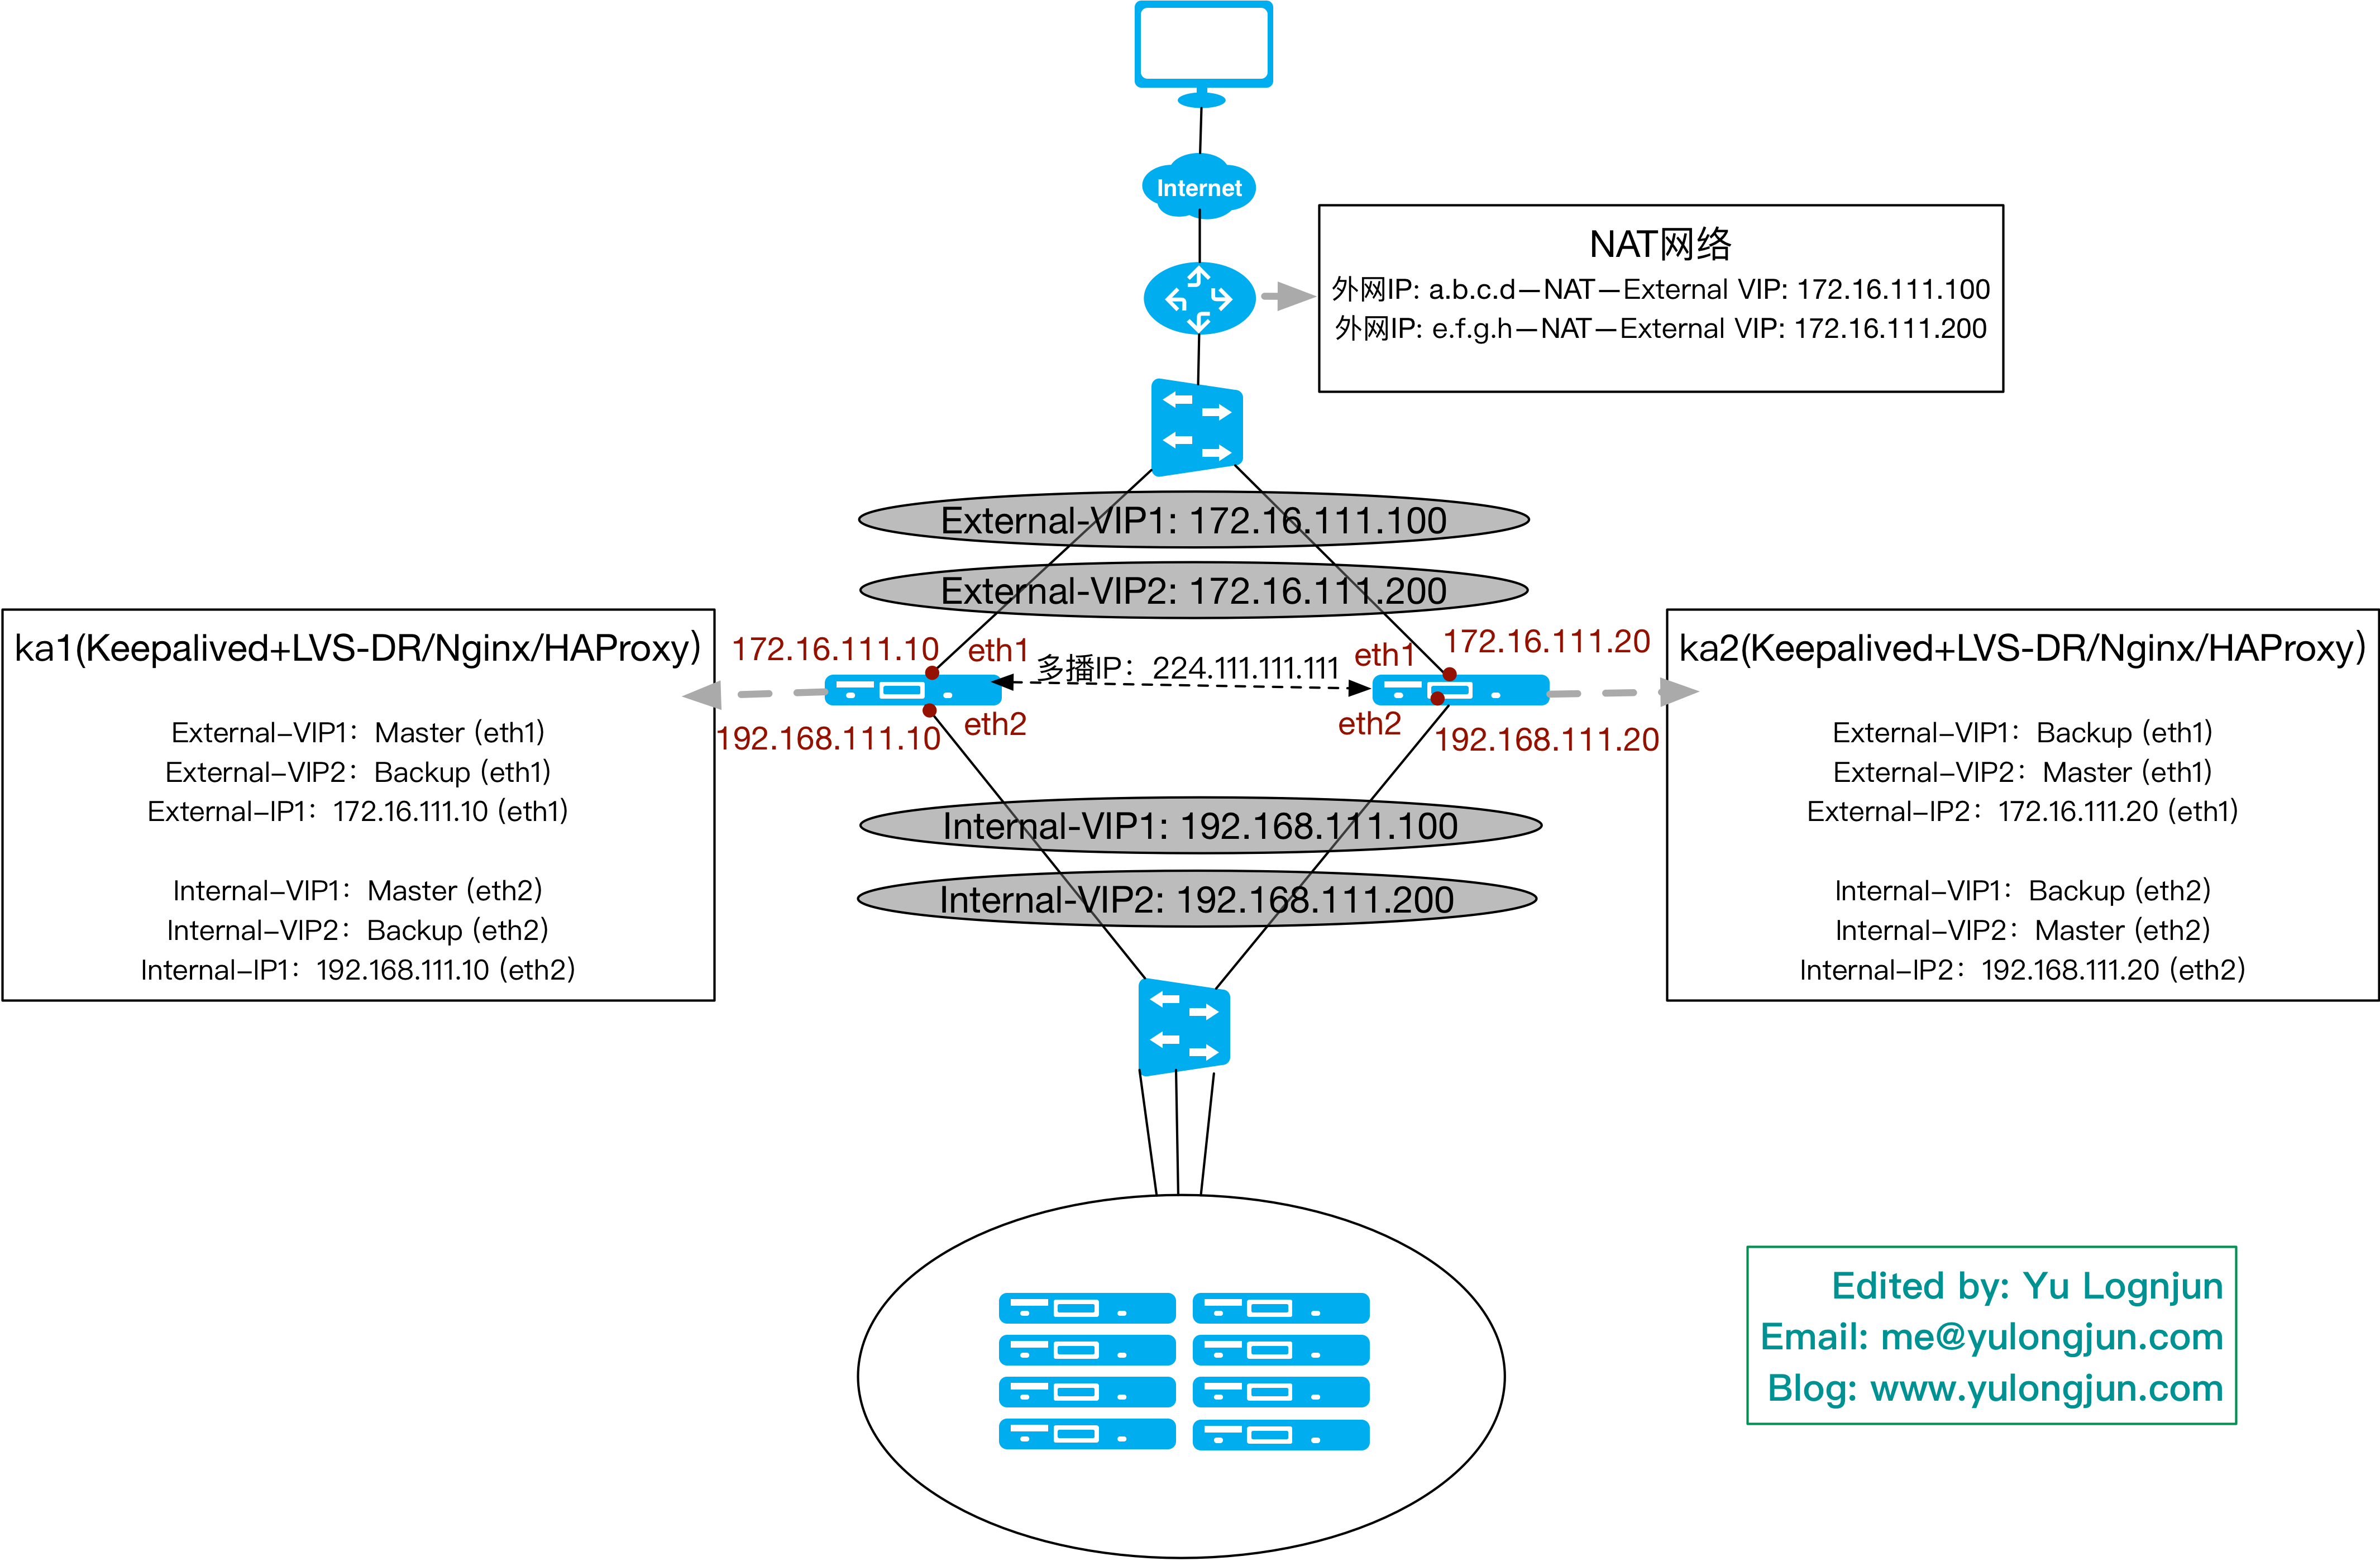 Internet
NAT网络
外网IP: a.b.c.d—NAT—External VIP: 172.16.111.100
外网IP: e.f.g.h—NAT—External VIP: 172.16.111.200
External-VIP1: 172.16.111.100
External-VIP2: 172.16.111.200
ka1(Keepalived+LVS-DR/Nginx/HAProxy)
External-VIP1：Master (eth1)
External-VIP2：Backup (eth1)
External-IP1：172.16.111.10 (eth1)
Internal-VIP1：Master (eth2)
Internal-VIP2：Backup (eth2)
Internal-IP1：192.168.111.10 (eth2)
172.16.111.10
eth1
多播IP：224.111.111.111
eth1
172.16.111.20
192.168.111.10
eth2
eth2
192.168.111.20
ka2(Keepalived+LVS-DR/Nginx/HAProxy)
External-VIP1：Backup (eth1)
External-VIP2：Master (eth1)
External-IP2：172.16.111.20 (eth1)
Internal-VIP1：Backup (eth2)
Internal-VIP2：Master (eth2)
Internal-IP2：192.168.111.20 (eth2)
Internal-VIP1: 192.168.111.100
Internal-VIP2: 192.168.111.200
Edited by: Yu Lognjun
Email: me@yulongjun.com
Blog: www.yulongjun.com